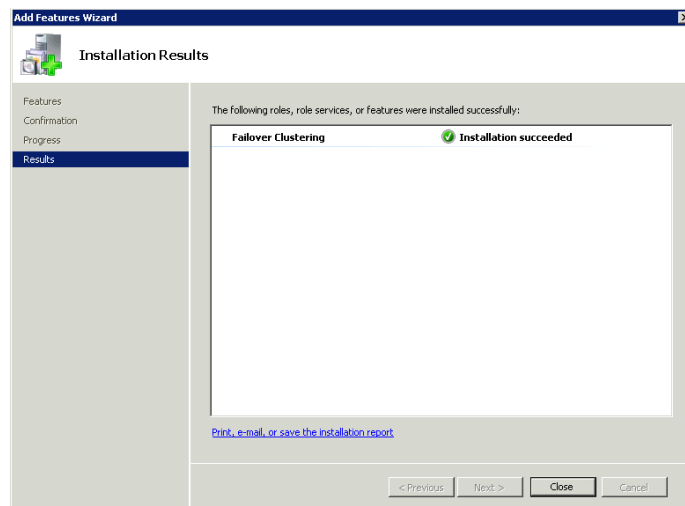 Add Features Wizard
Installation Results
Features
Confirmation
Progress
Results
The following roles, role services, or features were installed successfully:
Failover Clustering
Installation succeeded
Print, e-mail, or save the installation report
< Previous
Next >
Close
Cancel